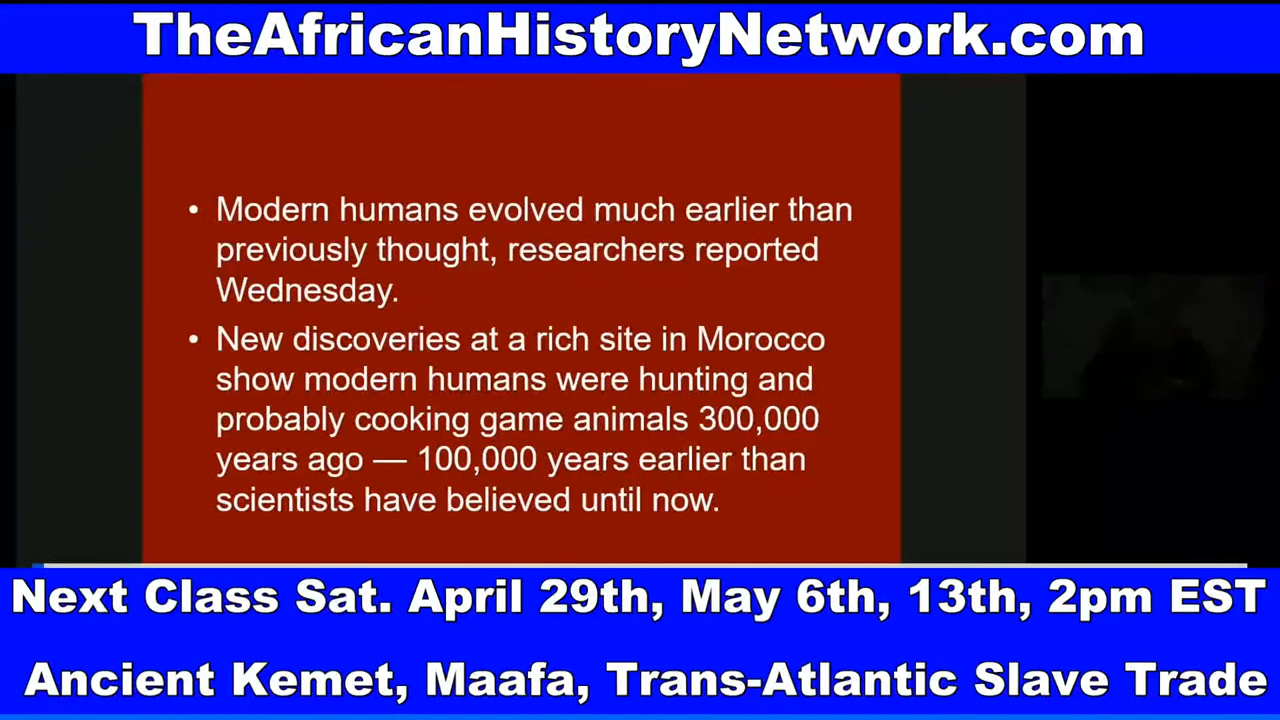 TheAfricanHistoryNetwork.com
• Modern humans evolved much earlier than
previously thought, researchers reported
Wednesday.
• New discoveries at a rich site in Morocco
show modern humans were hunting and
probably cooking game animals 300,000
years ago — 100,000 years earlier than
scientists have believed until now.
Next Class Sat. April 29th, May 6th, 13th, 2pm EST
Ancient Kemet, Maafa, Trans-Atlantic Slave Trade